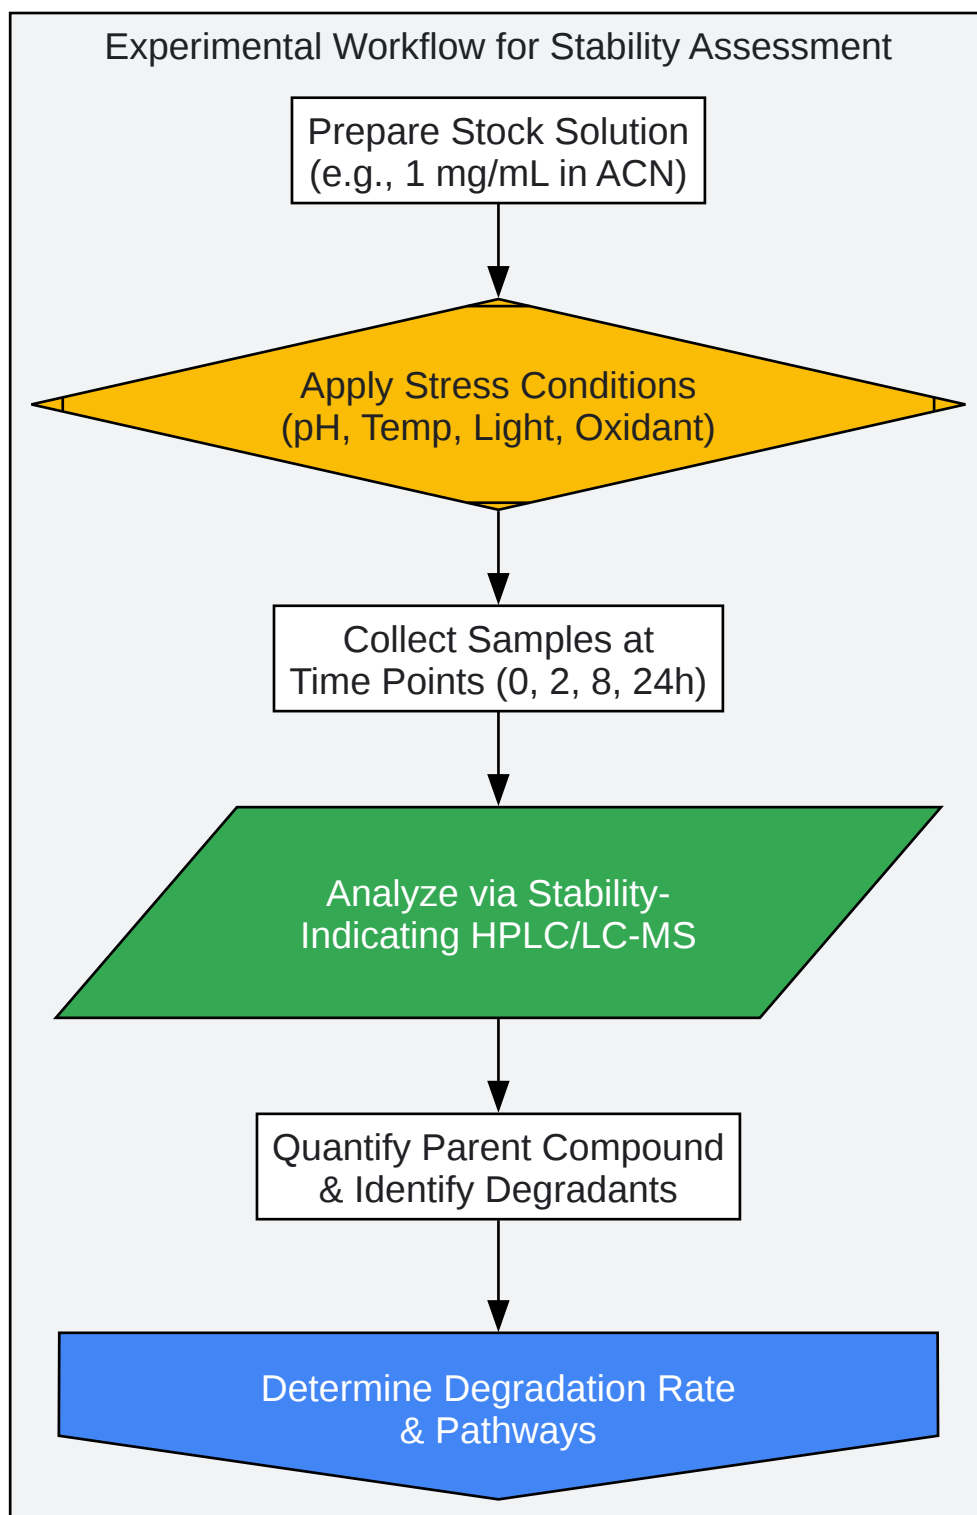 Experimental Workflow for Stability Assessment
Prepare Stock Solution
(e.g., 1 mg/mL in ACN)
Apply Stress Conditions
(pH, Temp, Light, Oxidant)
Collect Samples at
Time Points (0, 2, 8, 24h)
Analyze via Stability-
Indicating HPLC/LC-MS
Quantify Parent Compound
& Identify Degradants
Determine Degradation Rate
& Pathways